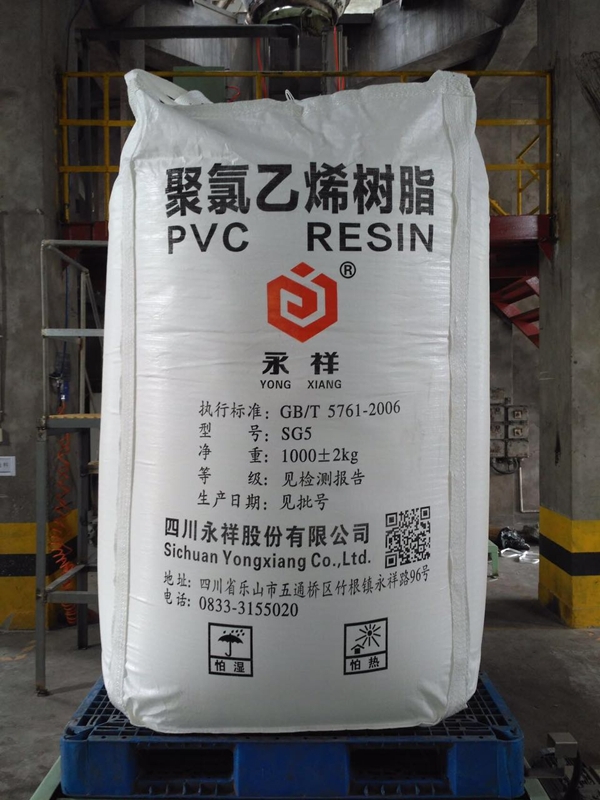 聚氯乙烯树脂
PVC RESIN
®
永祥
YONG XIANG
执行标准: GB/T 5761-2006
型 号: SG5
净 重: 1000±2kg
等 级: 见检测报告
生产日期: 见批号
四川永祥股份有限公司
Sichuan Yongxiang Co.,Ltd.
地址: 四川省乐山市五通桥区竹根镇永祥路96号
电话: 0833-3155020
怕湿
怕热